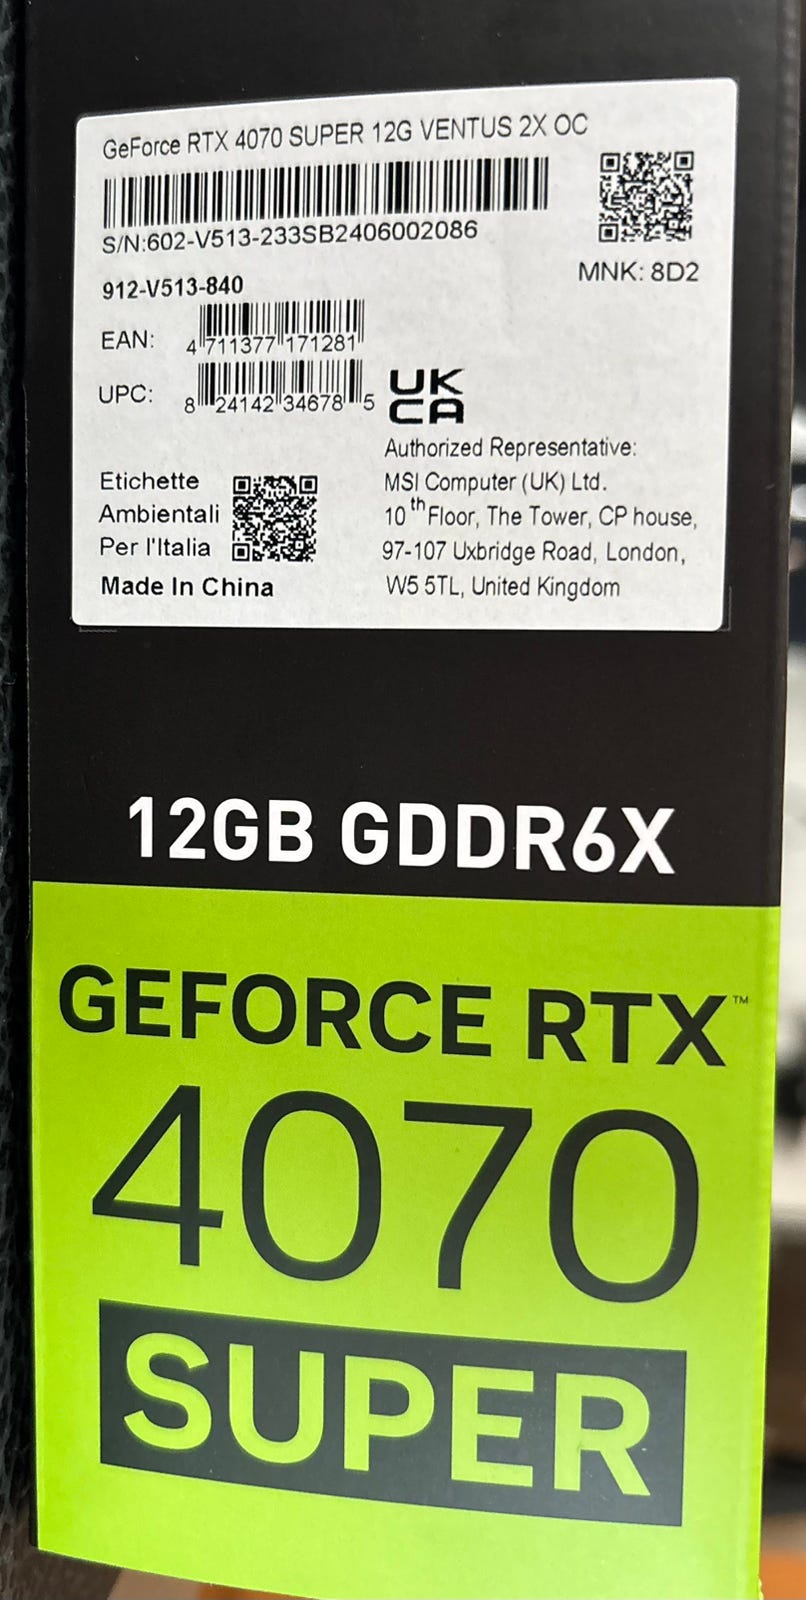 GeForce RTX 4070 SUPER 12G VENTUS 2X OC
S/N:602-V513-233SB2406002086
MNK: 8D2
912-V513-840
EAN: 4 711377 171281
UPC: 8 24142 34678 5
UK
CA
Authorized Representative:
MSI Computer (UK) Ltd.
10th Floor, The Tower, CP house,
97-107 Uxbridge Road, London,
W5 5TL, United Kingdom
Etichette
Ambientali
Per l'Italia
Made In China
12GB GDDR6X
GEFORCE RTX™
4070
SUPER